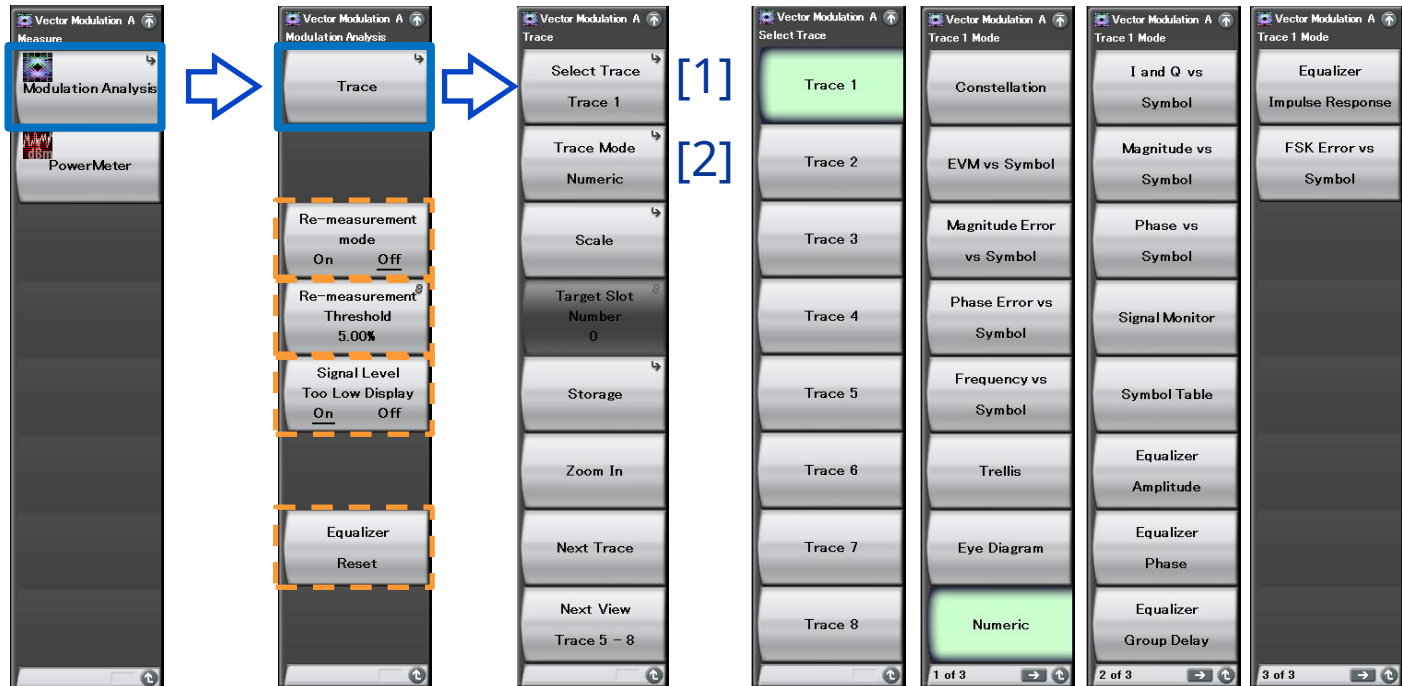 Vector Modulation A
Measure
Modulation Analysis
dBm
PowerMeter
Vector Modulation A
Modulation Analysis
Trace
Re-measurement
mode
On Off
Re-measurement
Threshold
5.00%
Signal Level
Too Low Display
On Off
Equalizer
Reset
Vector Modulation A
Trace
Select Trace
Trace 1
Trace Mode
Numeric
Scale
Target Slot
Number
0
Storage
Zoom In
Next Trace
Next View
Trace 5 - 8
[1]
[2]
Vector Modulation A
Select Trace
Trace 1
Trace 2
Trace 3
Trace 4
Trace 5
Trace 6
Trace 7
Trace 8
Vector Modulation A
Trace 1 Mode
Constellation
EVM vs Symbol
Magnitude Error
vs Symbol
Phase Error vs
Symbol
Frequency vs
Symbol
Trellis
Eye Diagram
Numeric
1 of 3
Vector Modulation A
Trace 1 Mode
I and Q vs
Symbol
Magnitude vs
Symbol
Phase vs
Symbol
Signal Monitor
Symbol Table
Equalizer
Amplitude
Equalizer
Phase
Equalizer
Group Delay
2 of 3
Vector Modulation A
Trace 1 Mode
Equalizer
Impulse Response
FSK Error vs
Symbol
3 of 3